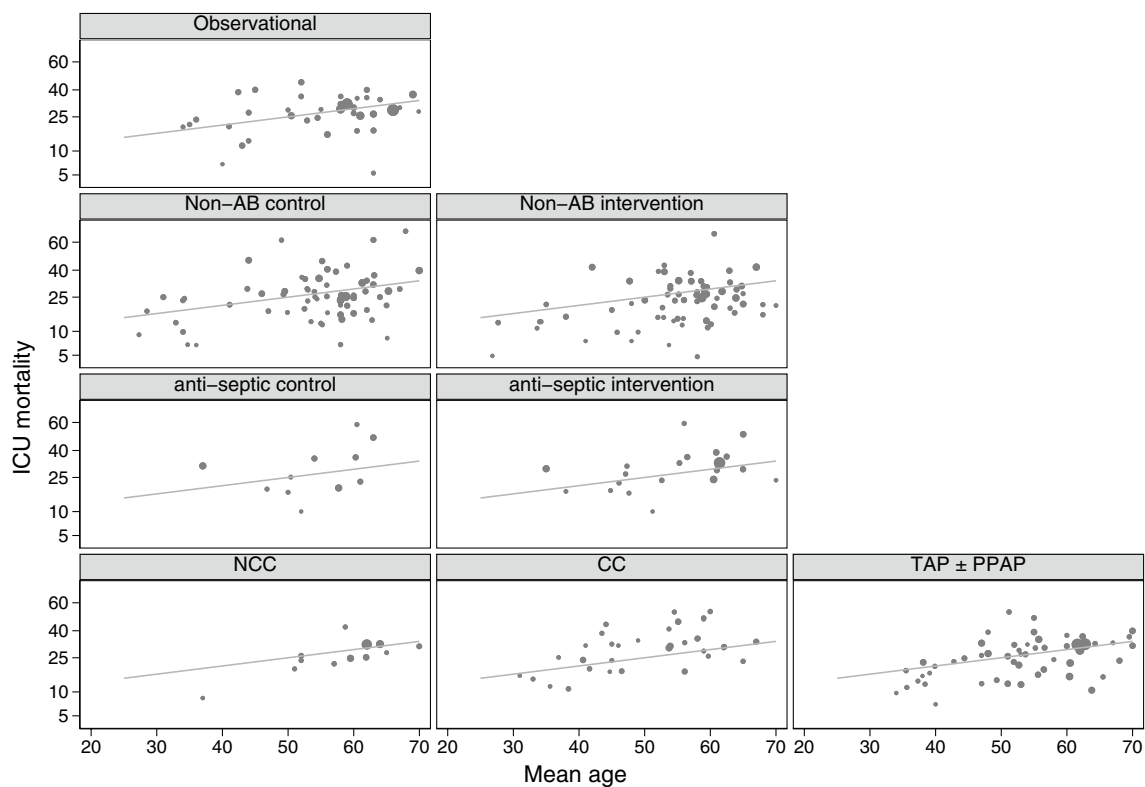 Observational
60
40
25
10
5
Non−AB control
Non−AB intervention
60
40
25
10
5
anti−septic control
anti−septic intervention
60
40
25
10
5
ICU mortality
NCC
CC
TAP ± PPAP
60
40
25
10
5
20 30 40 50 60 70 20 30 40 50 60 70 20 30 40 50 60 70
Mean age